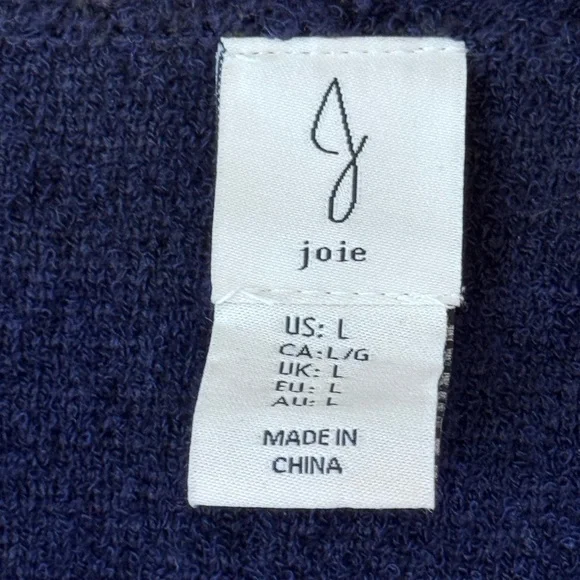 J
joie
US: L
CA: L/G
UK: L
EU: L
AU: L
MADE IN
CHINA